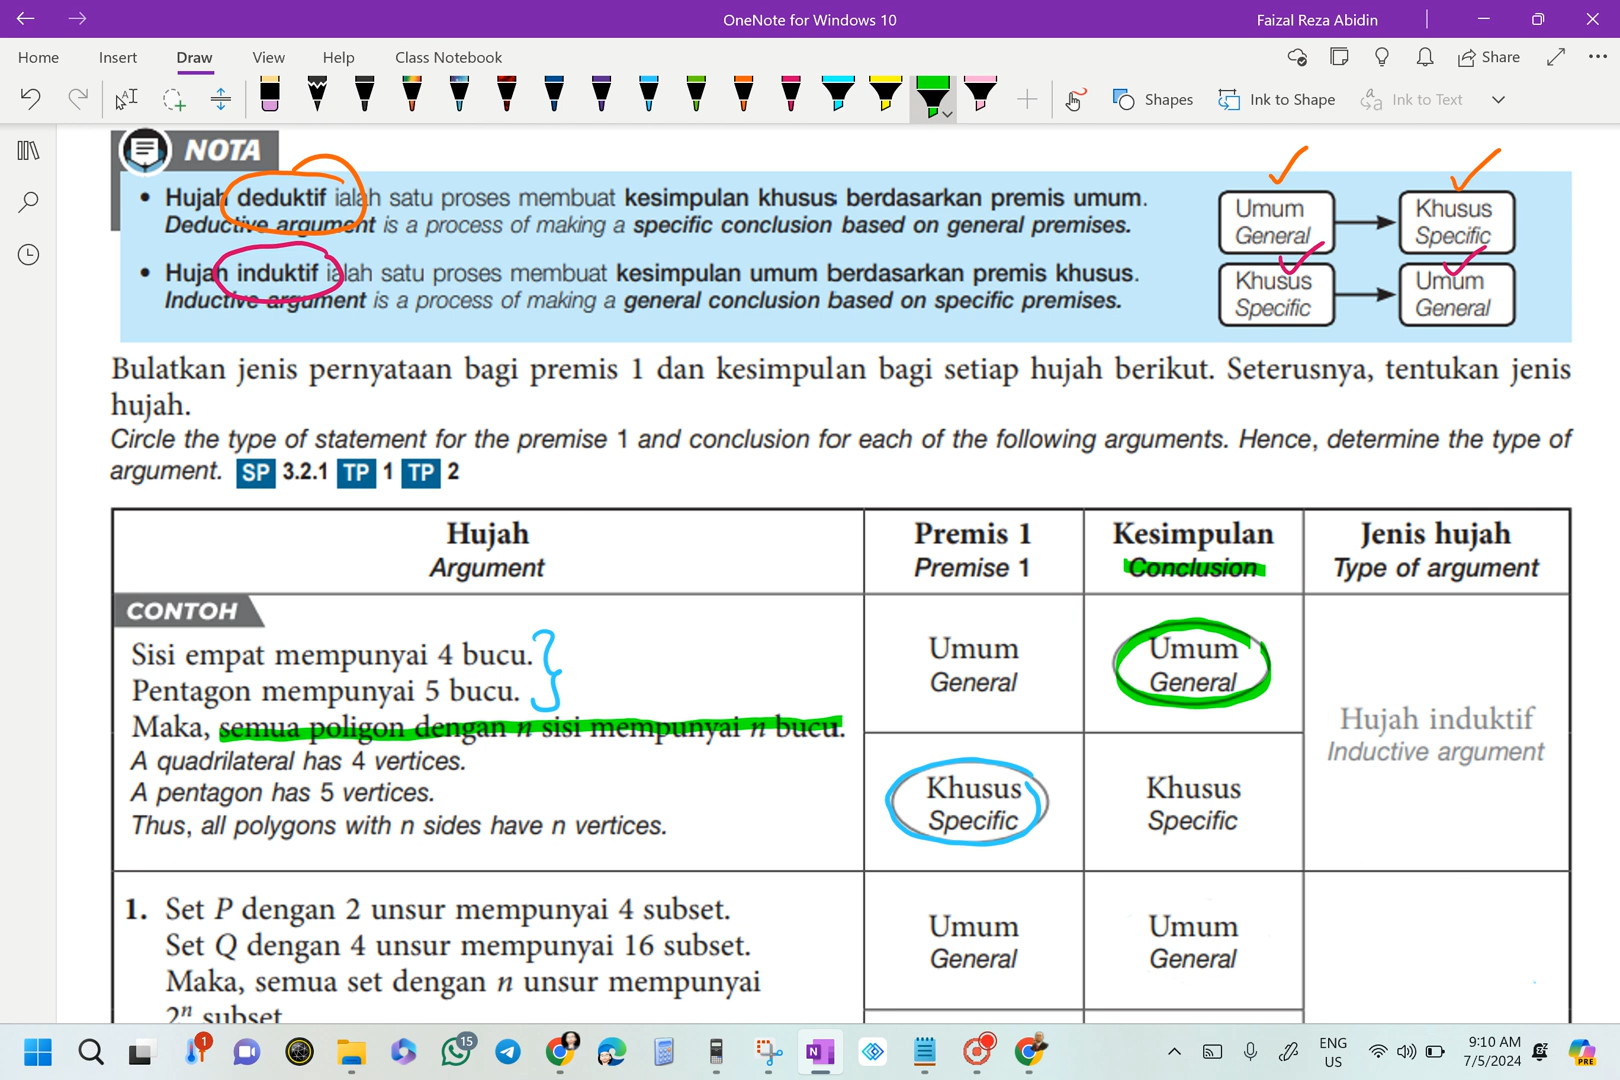 OneNote for Windows 10
Faizal Reza Abidin
Home Insert Draw View Help Class Notebook
Share
Shapes
Ink to Shape
Ink to Text
NOTA
• Hujah deduktif ialah satu proses membuat kesimpulan khusus berdasarkan premis umum.
Deductive argument is a process of making a specific conclusion based on general premises.
• Hujah induktif ialah satu proses membuat kesimpulan umum berdasarkan premis khusus.
Inductive argument is a process of making a general conclusion based on specific premises.
Umum
General
Khusus
Specific
Khusus
Specific
Umum
General
Bulatkan jenis pernyataan bagi premis 1 dan kesimpulan bagi setiap hujah berikut. Seterusnya, tentukan jenis
hujah.
Circle the type of statement for the premise 1 and conclusion for each of the following arguments. Hence, determine the type of
argument. SP 3.2.1 TP 1 TP 2
Hujah
Argument
Premis 1
Premise 1
Kesimpulan
Conclusion
Jenis hujah
Type of argument
CONTOH
Sisi empat mempunyai 4 bucu.
Pentagon mempunyai 5 bucu.
Maka, semua poligon dengan n sisi mempunyai n bucu.
A quadrilateral has 4 vertices.
A pentagon has 5 vertices.
Thus, all polygons with n sides have n vertices.
Umum
General
Khusus
Specific
Umum
General
Khusus
Specific
Hujah induktif
Inductive argument
1. Set P dengan 2 unsur mempunyai 4 subset.
Set Q dengan 4 unsur mempunyai 16 subset.
Maka, semua set dengan n unsur mempunyai
2ⁿ subset
Umum
General
Umum
General
1
15
ENG
US
9:10 AM
7/5/2024
PRE